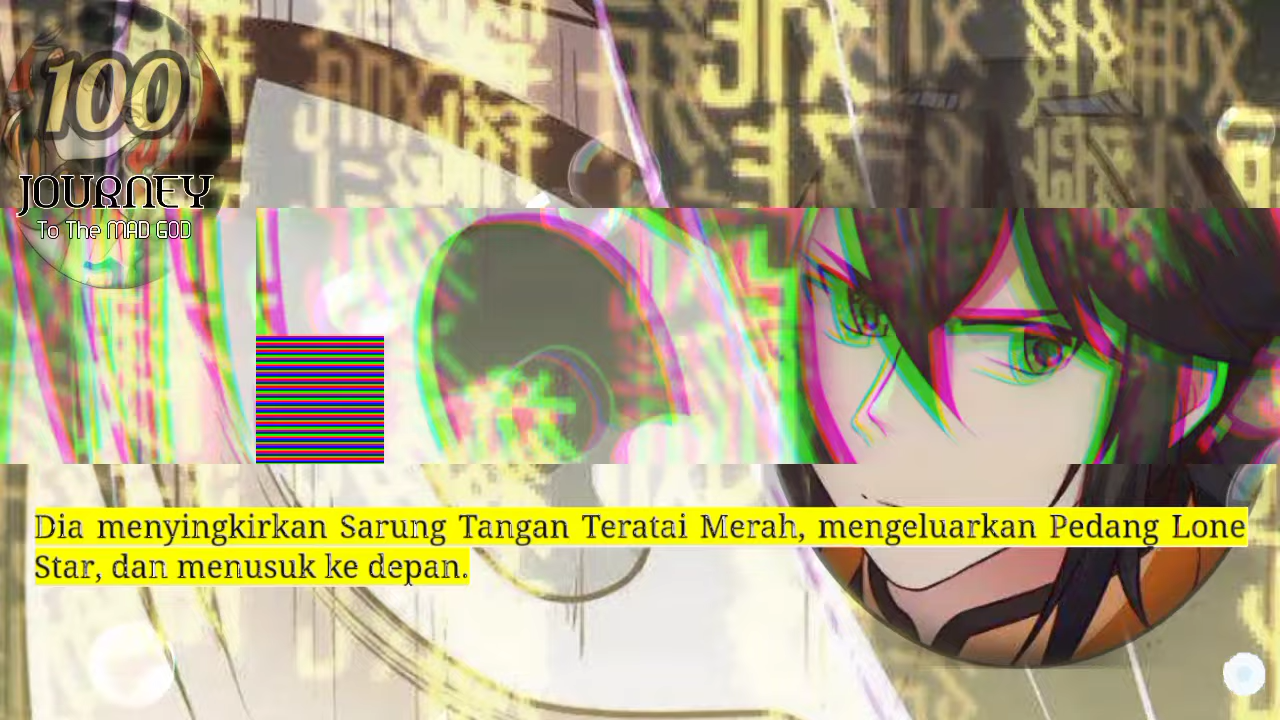 100
JOURNEY
To The MAD GOD
Dia menyingkirkan Sarung Tangan Teratai Merah, mengeluarkan Pedang Lone
Star, dan menusuk ke depan.